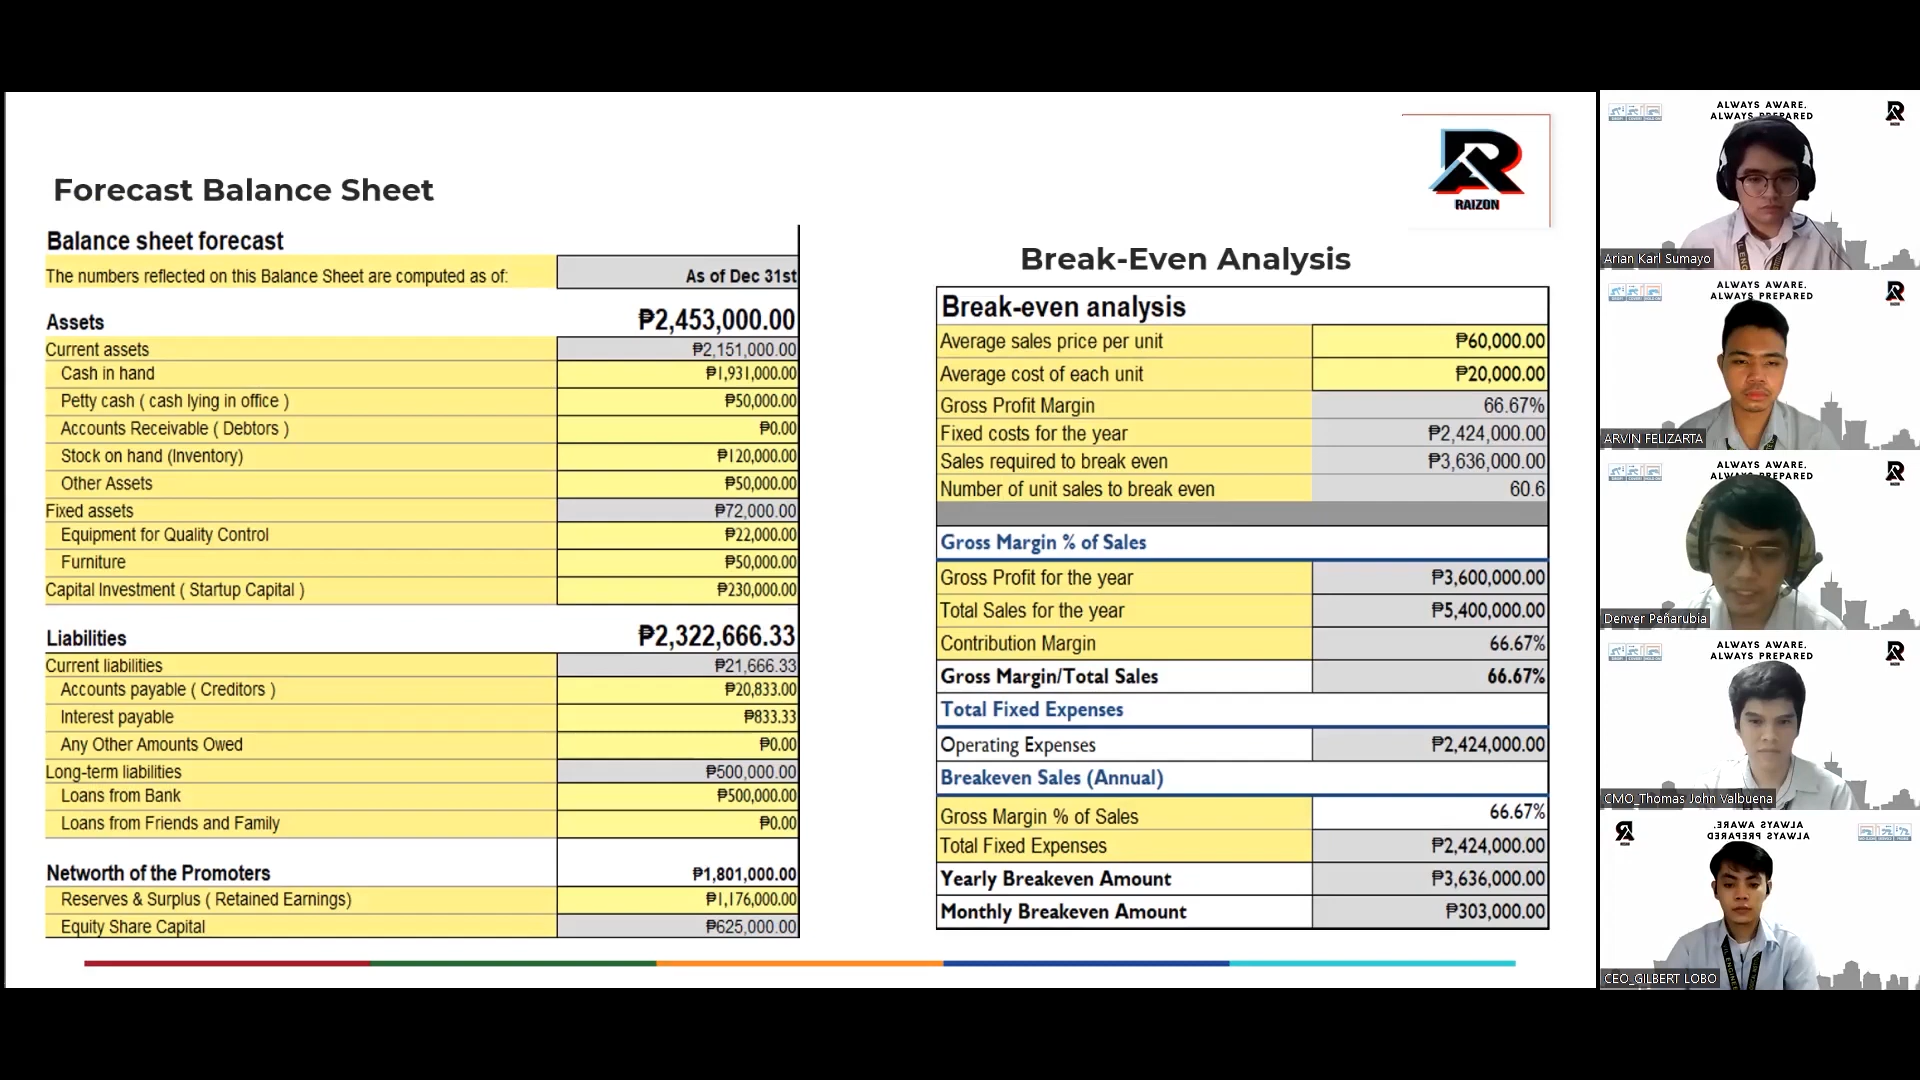 Forecast Balance Sheet
Balance sheet forecast
The numbers reflected on this Balance Sheet are computed as of: As of Dec 31st
Assets ₱2,453,000.00
Current assets ₱2,151,000.00
Cash in hand ₱1,931,000.00
Petty cash ( cash lying in office ) ₱50,000.00
Accounts Receivable ( Debtors ) ₱0.00
Stock on hand (Inventory) ₱120,000.00
Other Assets ₱50,000.00
Fixed assets ₱72,000.00
Equipment for Quality Control ₱22,000.00
Furniture ₱50,000.00
Capital Investment ( Startup Capital ) ₱230,000.00
Liabilities ₱2,322,666.33
Current liabilities ₱21,666.33
Accounts payable ( Creditors ) ₱20,833.00
Interest payable ₱833.33
Any Other Amounts Owed ₱0.00
Long-term liabilities ₱500,000.00
Loans from Bank ₱500,000.00
Loans from Friends and Family ₱0.00
Networth of the Promoters ₱1,801,000.00
Reserves & Surplus ( Retained Earnings) ₱1,176,000.00
Equity Share Capital ₱625,000.00
RAIZON
Break-Even Analysis
Break-even analysis
Average sales price per unit ₱60,000.00
Average cost of each unit ₱20,000.00
Gross Profit Margin 66.67%
Fixed costs for the year ₱2,424,000.00
Sales required to break even ₱3,636,000.00
Number of unit sales to break even 60.6
Gross Margin % of Sales
Gross Profit for the year ₱3,600,000.00
Total Sales for the year ₱5,400,000.00
Contribution Margin 66.67%
Gross Margin/Total Sales 66.67%
Total Fixed Expenses
Operating Expenses ₱2,424,000.00
Breakeven Sales (Annual)
Gross Margin % of Sales 66.67%
Total Fixed Expenses ₱2,424,000.00
Yearly Breakeven Amount ₱3,636,000.00
Monthly Breakeven Amount ₱303,000.00
ALWAYS AWARE.
ALWAYS PREPARED
Arian Karl Sumayo
ALWAYS AWARE.
ALWAYS PREPARED
ARVIN FELIZARTA
ALWAYS AWARE.
ALWAYS PREPARED
Denver Peñarubia
ALWAYS AWARE.
ALWAYS PREPARED
CMO_Thomas John Valbuena
ALWAYS AWARE.
ALWAYS PREPARED
CEO_GILBERT LOBO